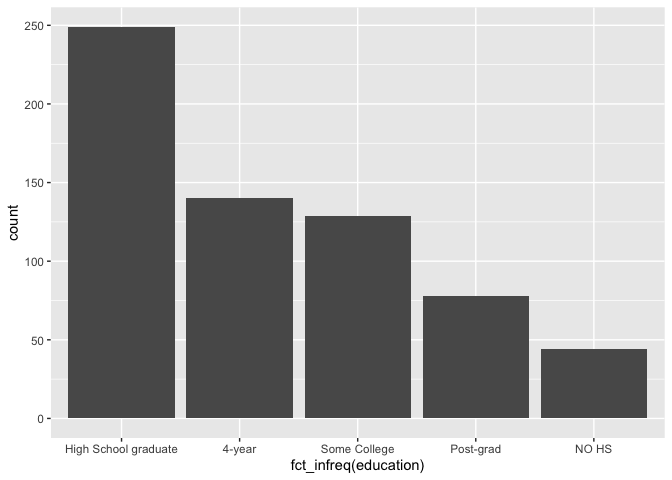 250
200
150
100
50
0
count
High School graduate
4-year
Some College
Post-grad
NO HS
fct_infreq(education)